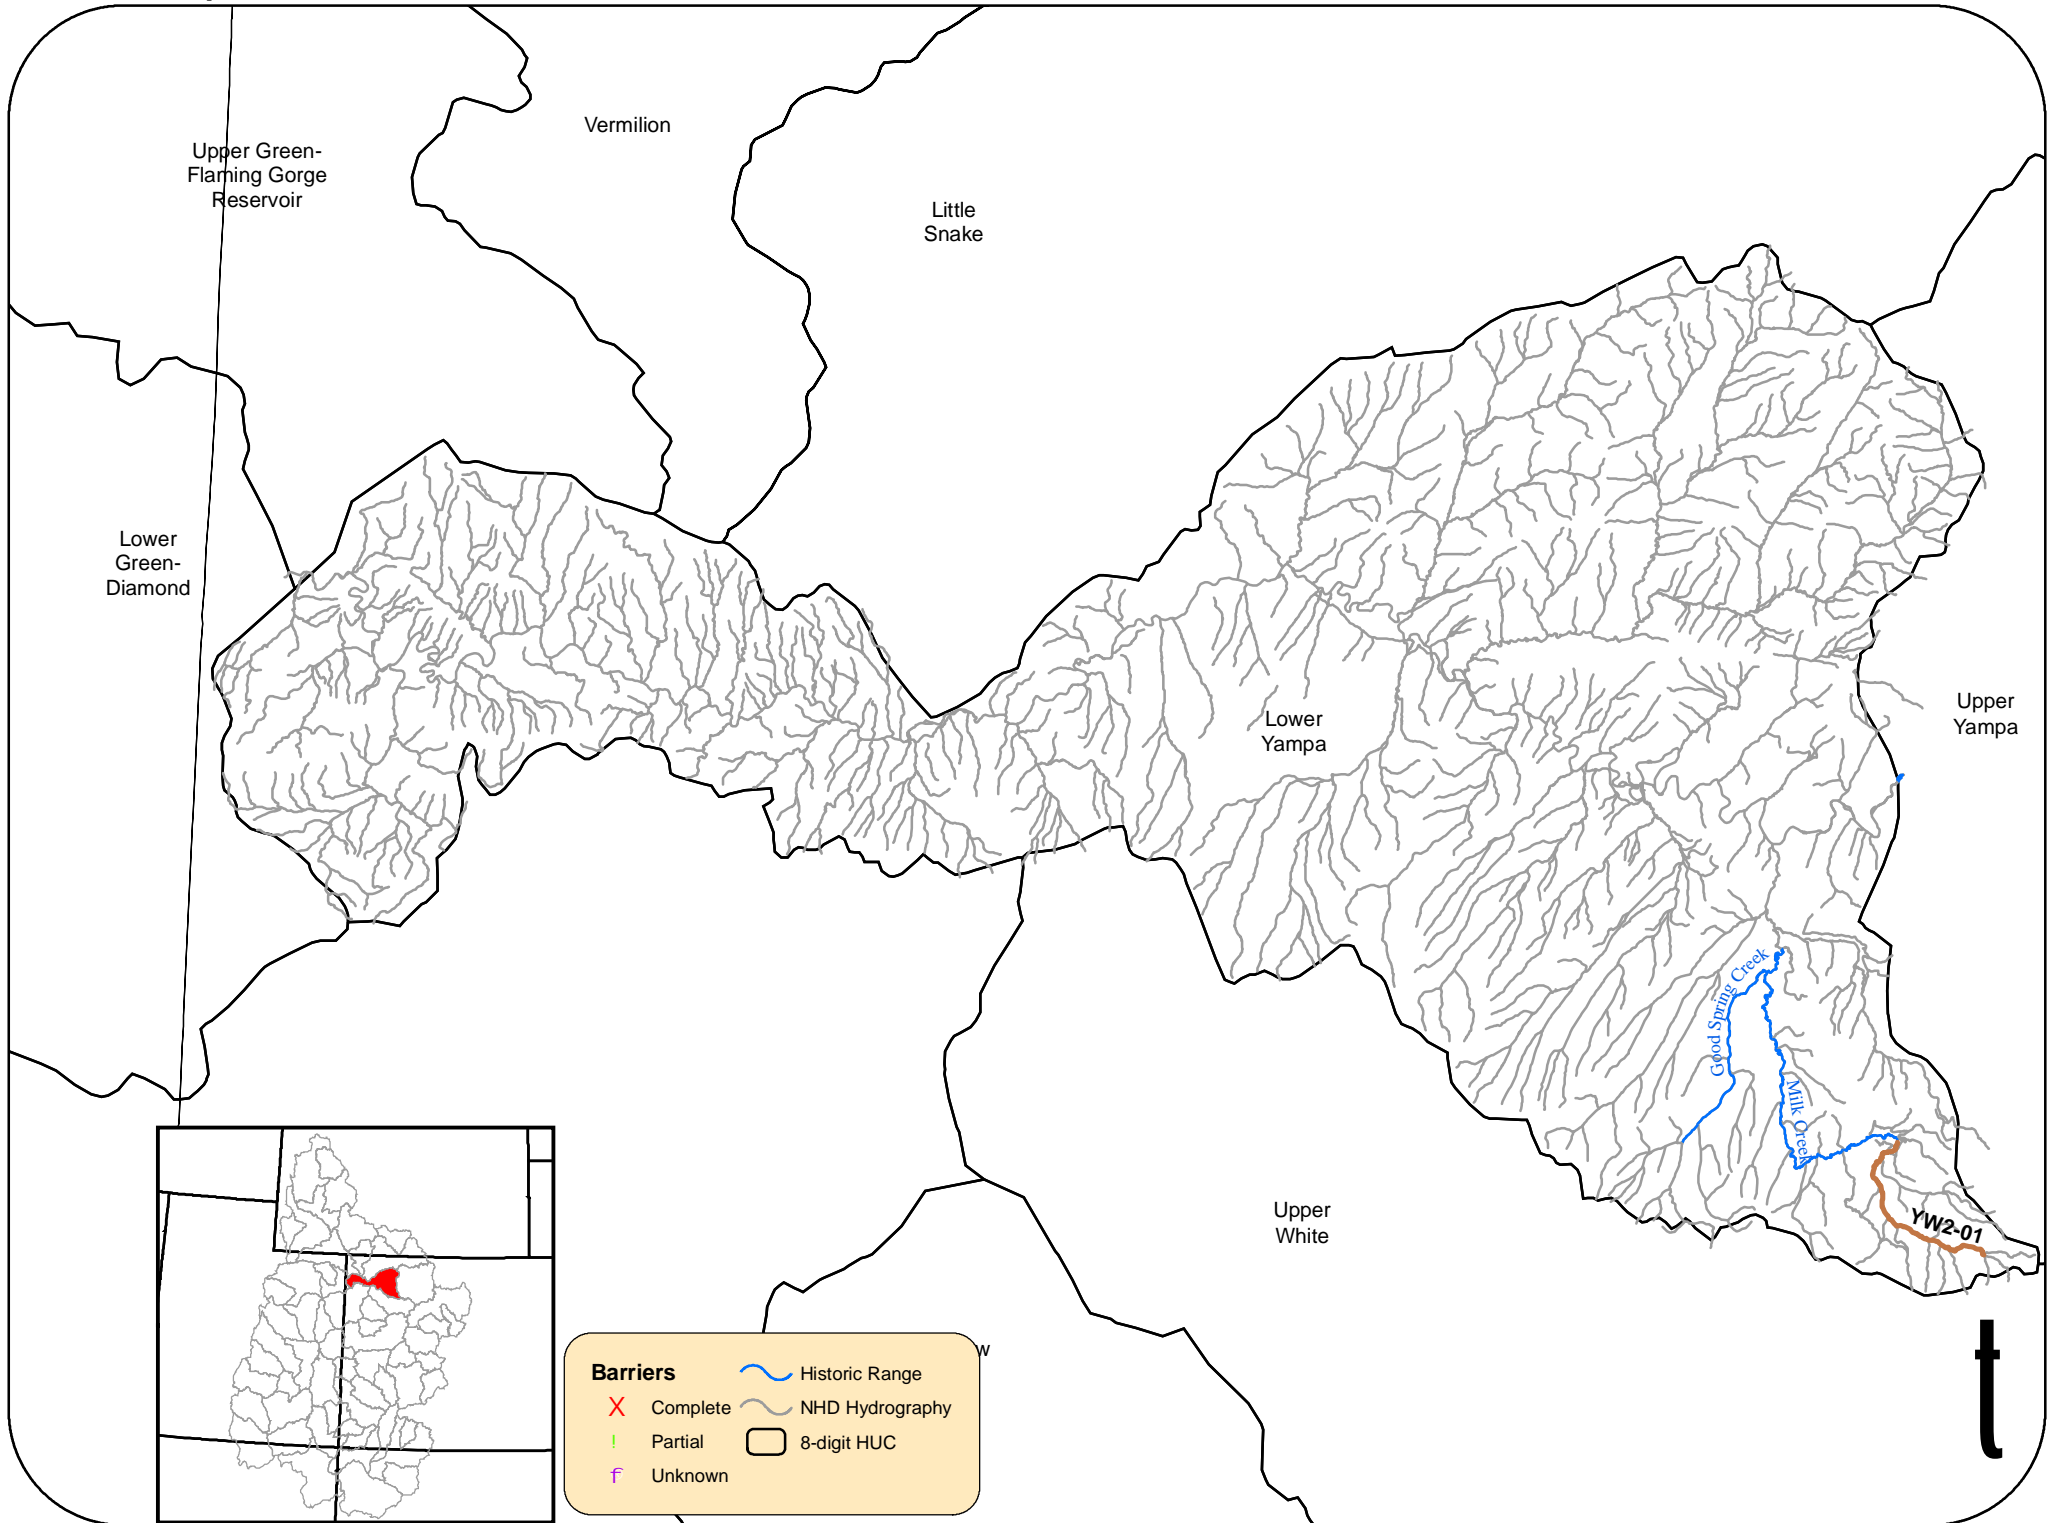 Vermilion
Upper Green-
Flaming Gorge
Reservoir
Little
Snake
Lower
Green-
Diamond
Upper
Yampa
Lower
Yampa
Good Spring Creek
Milk Creek
YW2-01
Upper
White
t
w
Barriers
X Complete
! Partial
f Unknown
Historic Range
NHD Hydrography
8-digit HUC